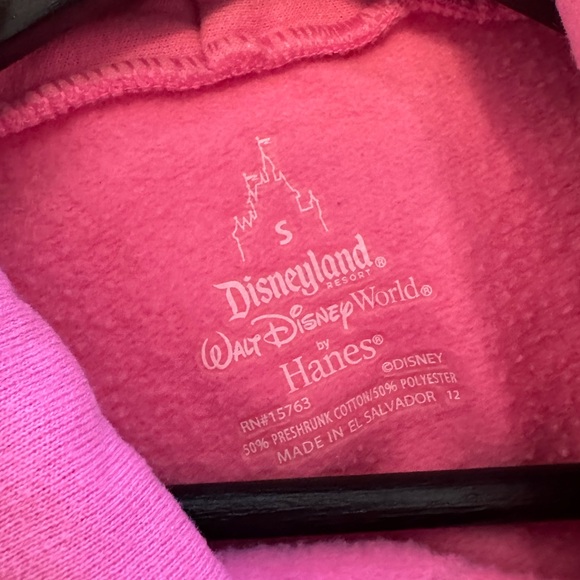 S
Disneyland®
RESORT
WALT DISNEY World®
by
Hanes®
©DISNEY
RN#15763
50% PRESHRUNK COTTON/50% POLYESTER
MADE IN EL SALVADOR 12